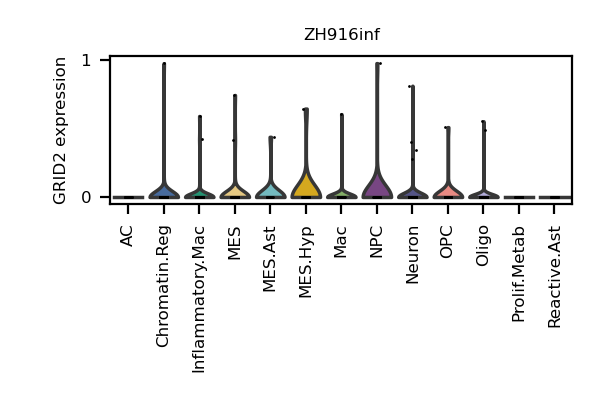 ZH916inf
GRID2 expression
1
0
AC
Chromatin.Reg
Inflammatory.Mac
MES
MES.Ast
MES.Hyp
Mac
NPC
Neuron
OPC
Oligo
Prolif.Metab
Reactive.Ast